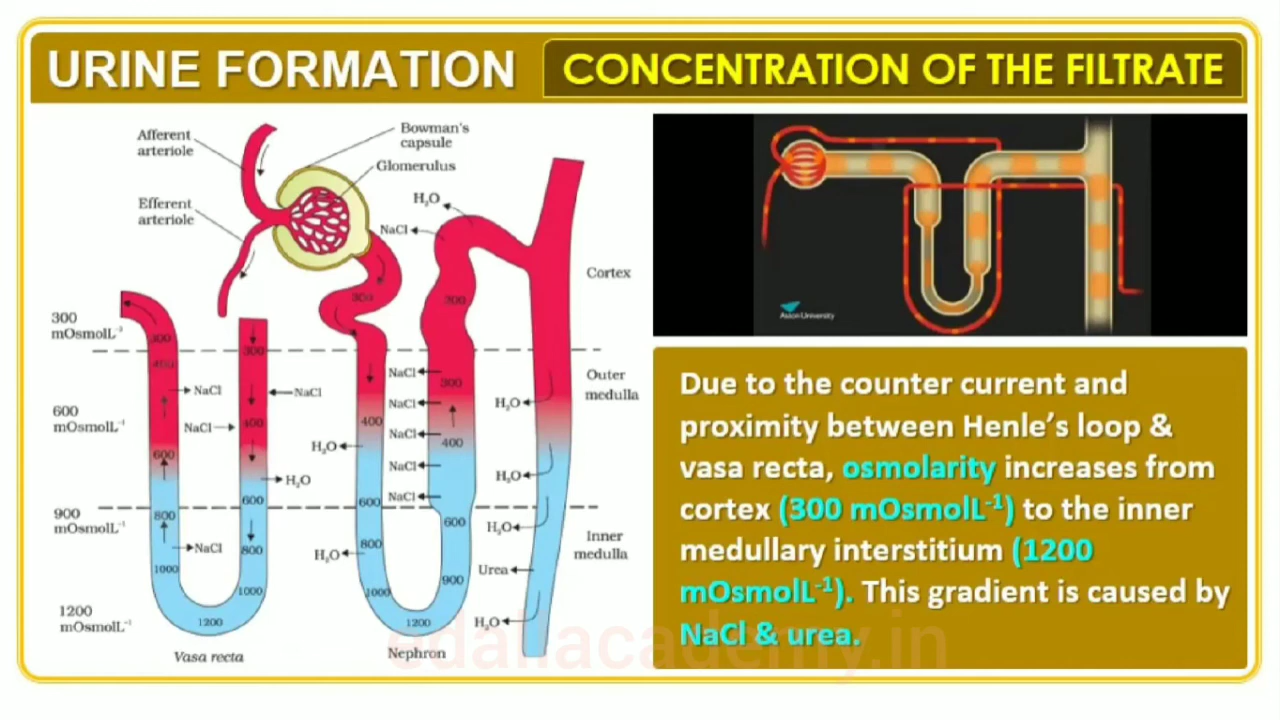 URINE FORMATION
CONCENTRATION OF THE FILTRATE
Afferent
arteriole
Efferent
arteriole
Bowman's
capsule
Glomerulus
H₂O
NaCl
Cortex
300
mOsmolL⁻¹
300
400
300
300
300
Outer
medulla
NaCl
NaCl
NaCl
300
NaCl
H₂O
600
mOsmolL⁻¹
NaCl
400
400
NaCl
400
H₂O
600
NaCl
H₂O
H₂O
600
600
NaCl
900
mOsmolL⁻¹
800
600
H₂O
Inner
medulla
NaCl
800
H₂O
800
1000
1000
1000
900
Urea
1200
mOsmolL⁻¹
1200
1200
H₂O
Vasa recta
Nephron
Asion University
Due to the counter current and
proximity between Henle's loop &
vasa recta, osmolarity increases from
cortex (300 mOsmolL⁻¹) to the inner
medullary interstitium (1200
mOsmolL⁻¹). This gradient is caused by
NaCl & urea.